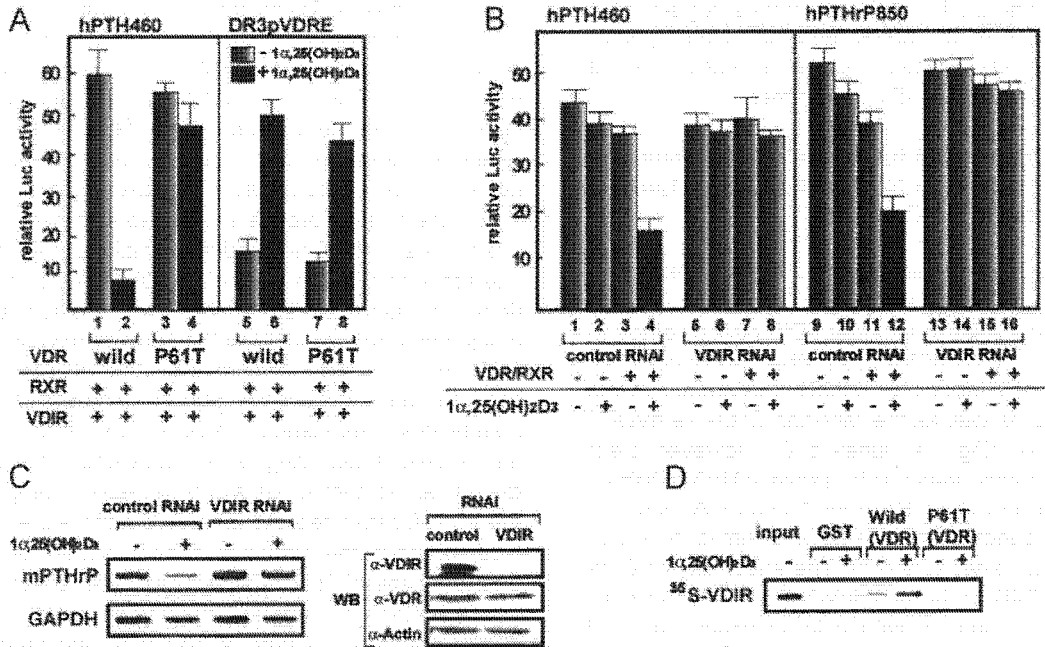 A
hPTH460
DR3pVDRE
- 1α,25(OH)2D3
+ 1α,25(OH)2D3
relative Luc activity
60
50
40
30
20
10
1 2 3 4 5 6 7 8
VDR wild P61T wild P61T
RXR + + + + + + + +
VDIR + + + + + + + +
B
hPTH460
hPTHrP850
relative Luc activity
50
40
30
20
10
1 2 3 4 5 6 7 8 9 10 11 12 13 14 15 16
control RNAi VDIR RNAi control RNAi VDIR RNAi
VDR/RXR - - + + - - + + - - + + - - + +
1α,25(OH)2D3 - + - + - + - + - + - + - + - +
C
control RNAi VDIR RNAi
1α,25(OH)2D3 - + - +
mPTHrP
GAPDH
RNAi
control VDIR
WB
α-VDIR
α-VDR
α-Actin
D
input GST Wild (VDR) P61T (VDR)
1α,25(OH)2D3 - - + - + - +
35S-VDIR